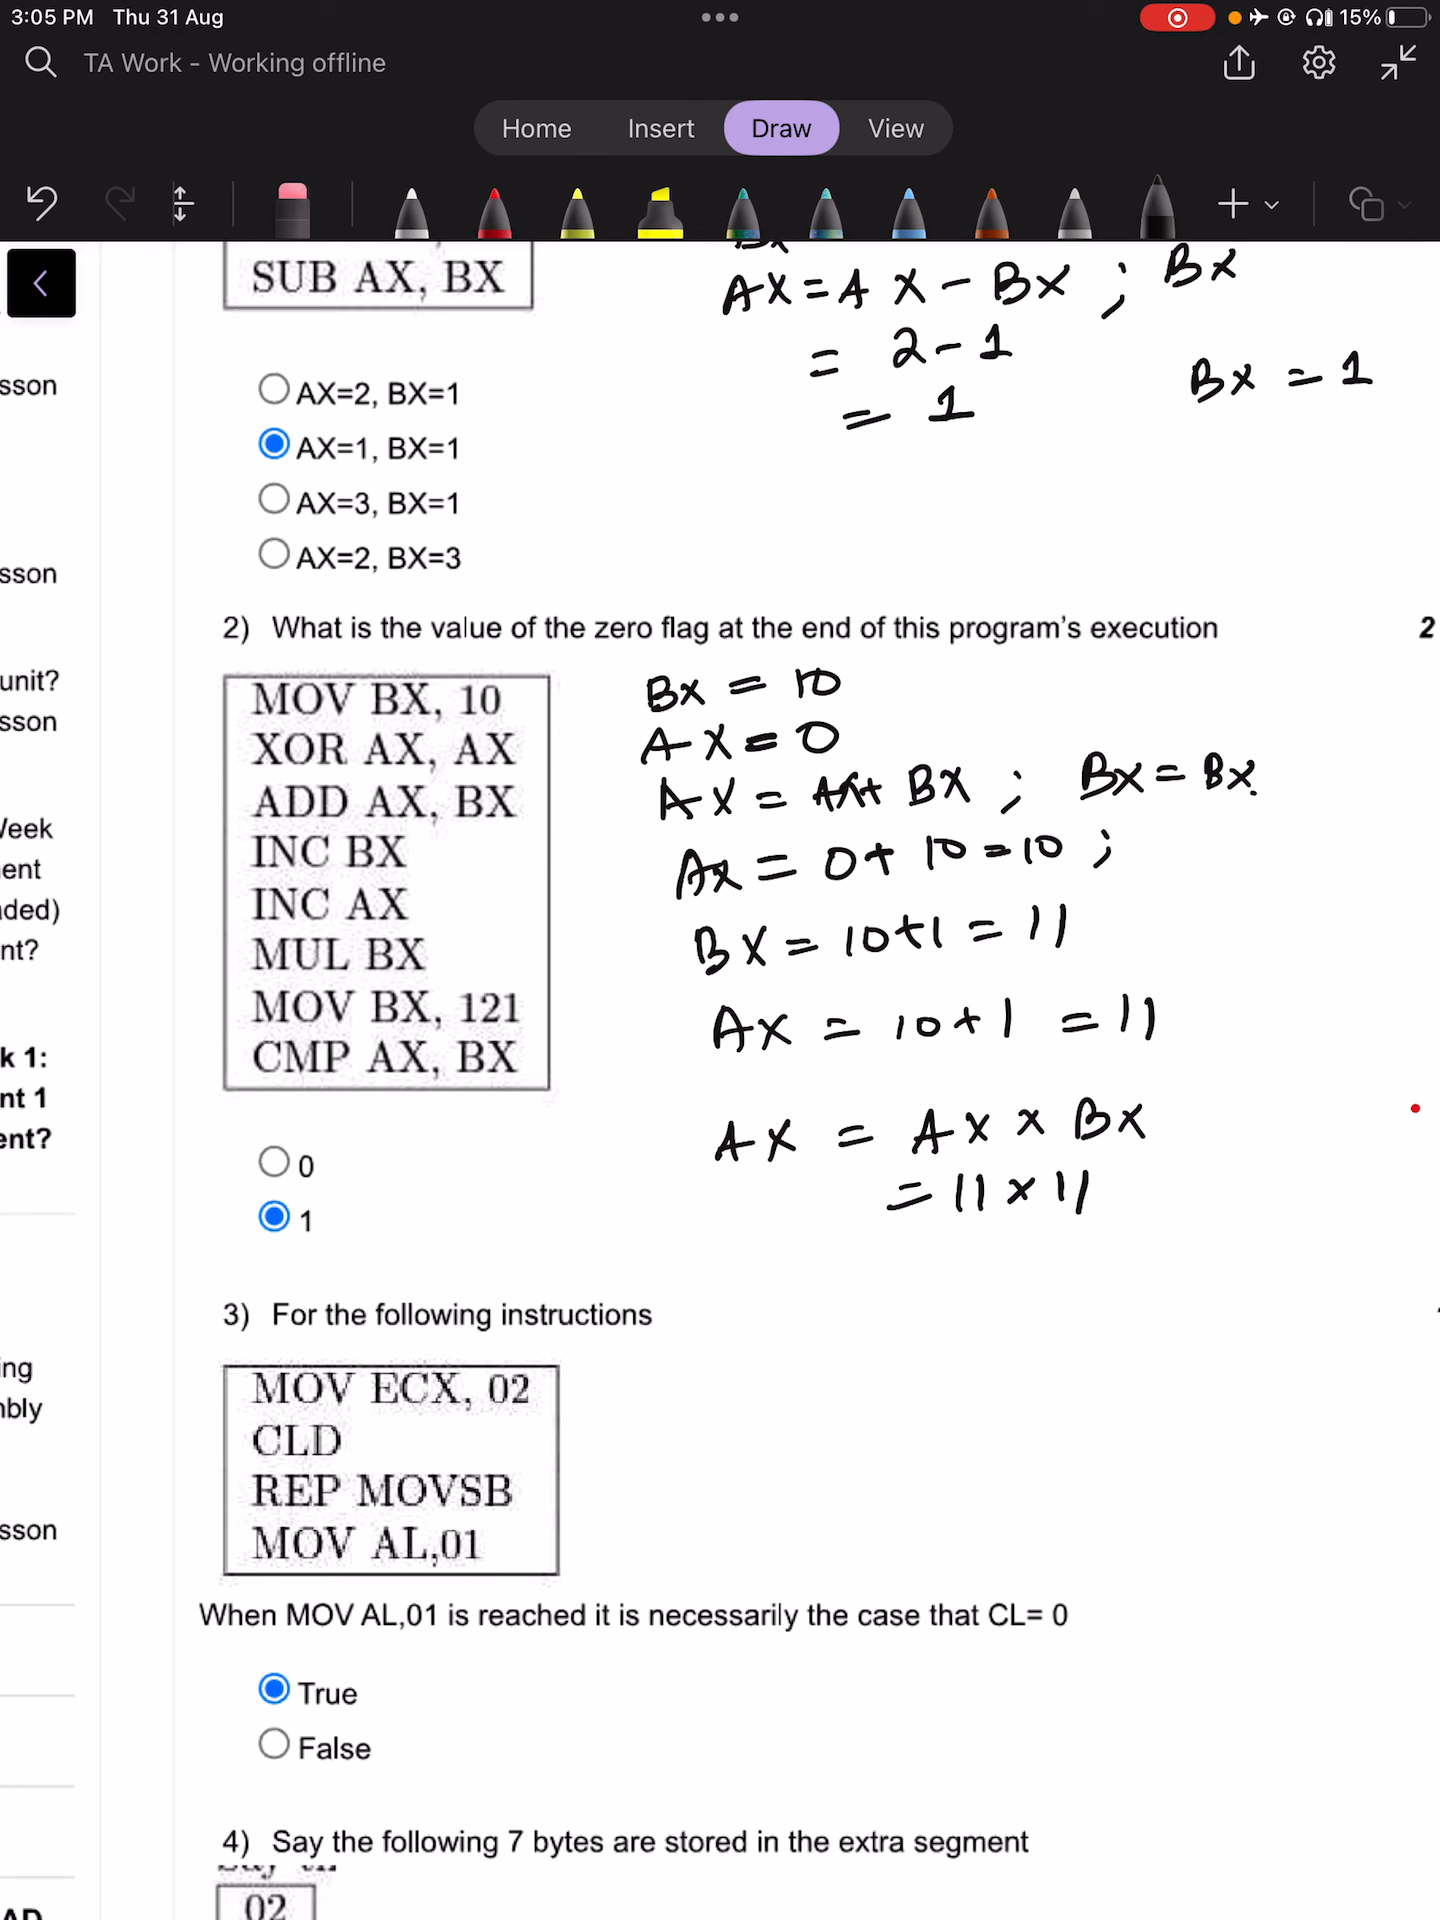 3:05 PM Thu 31 Aug
15%
TA Work - Working offline
Home Insert Draw View
SUB AX, BX
BX
AX = AX - BX ; BX
= 2 - 1
= 1
BX = 1
AX=2, BX=1
AX=1, BX=1
AX=3, BX=1
AX=2, BX=3
2) What is the value of the zero flag at the end of this program's execution
2
MOV BX, 10
XOR AX, AX
ADD AX, BX
INC BX
INC AX
MUL BX
MOV BX, 121
CMP AX, BX
BX = 10
AX = 0
AX = AX + BX ; BX = BX.
AX = 0 + 10 = 10 ;
BX = 10+1 = 11
AX = 10+1 = 11
AX = AX x BX
= 11 x 11
0
1
3) For the following instructions
MOV ECX, 02
CLD
REP MOVSB
MOV AL,01
When MOV AL,01 is reached it is necessarily the case that CL= 0
True
False
4) Say the following 7 bytes are stored in the extra segment
02
sson
sson
unit?
sson
ent
nt?
k 1:
nt 1
ent?
ing
sson